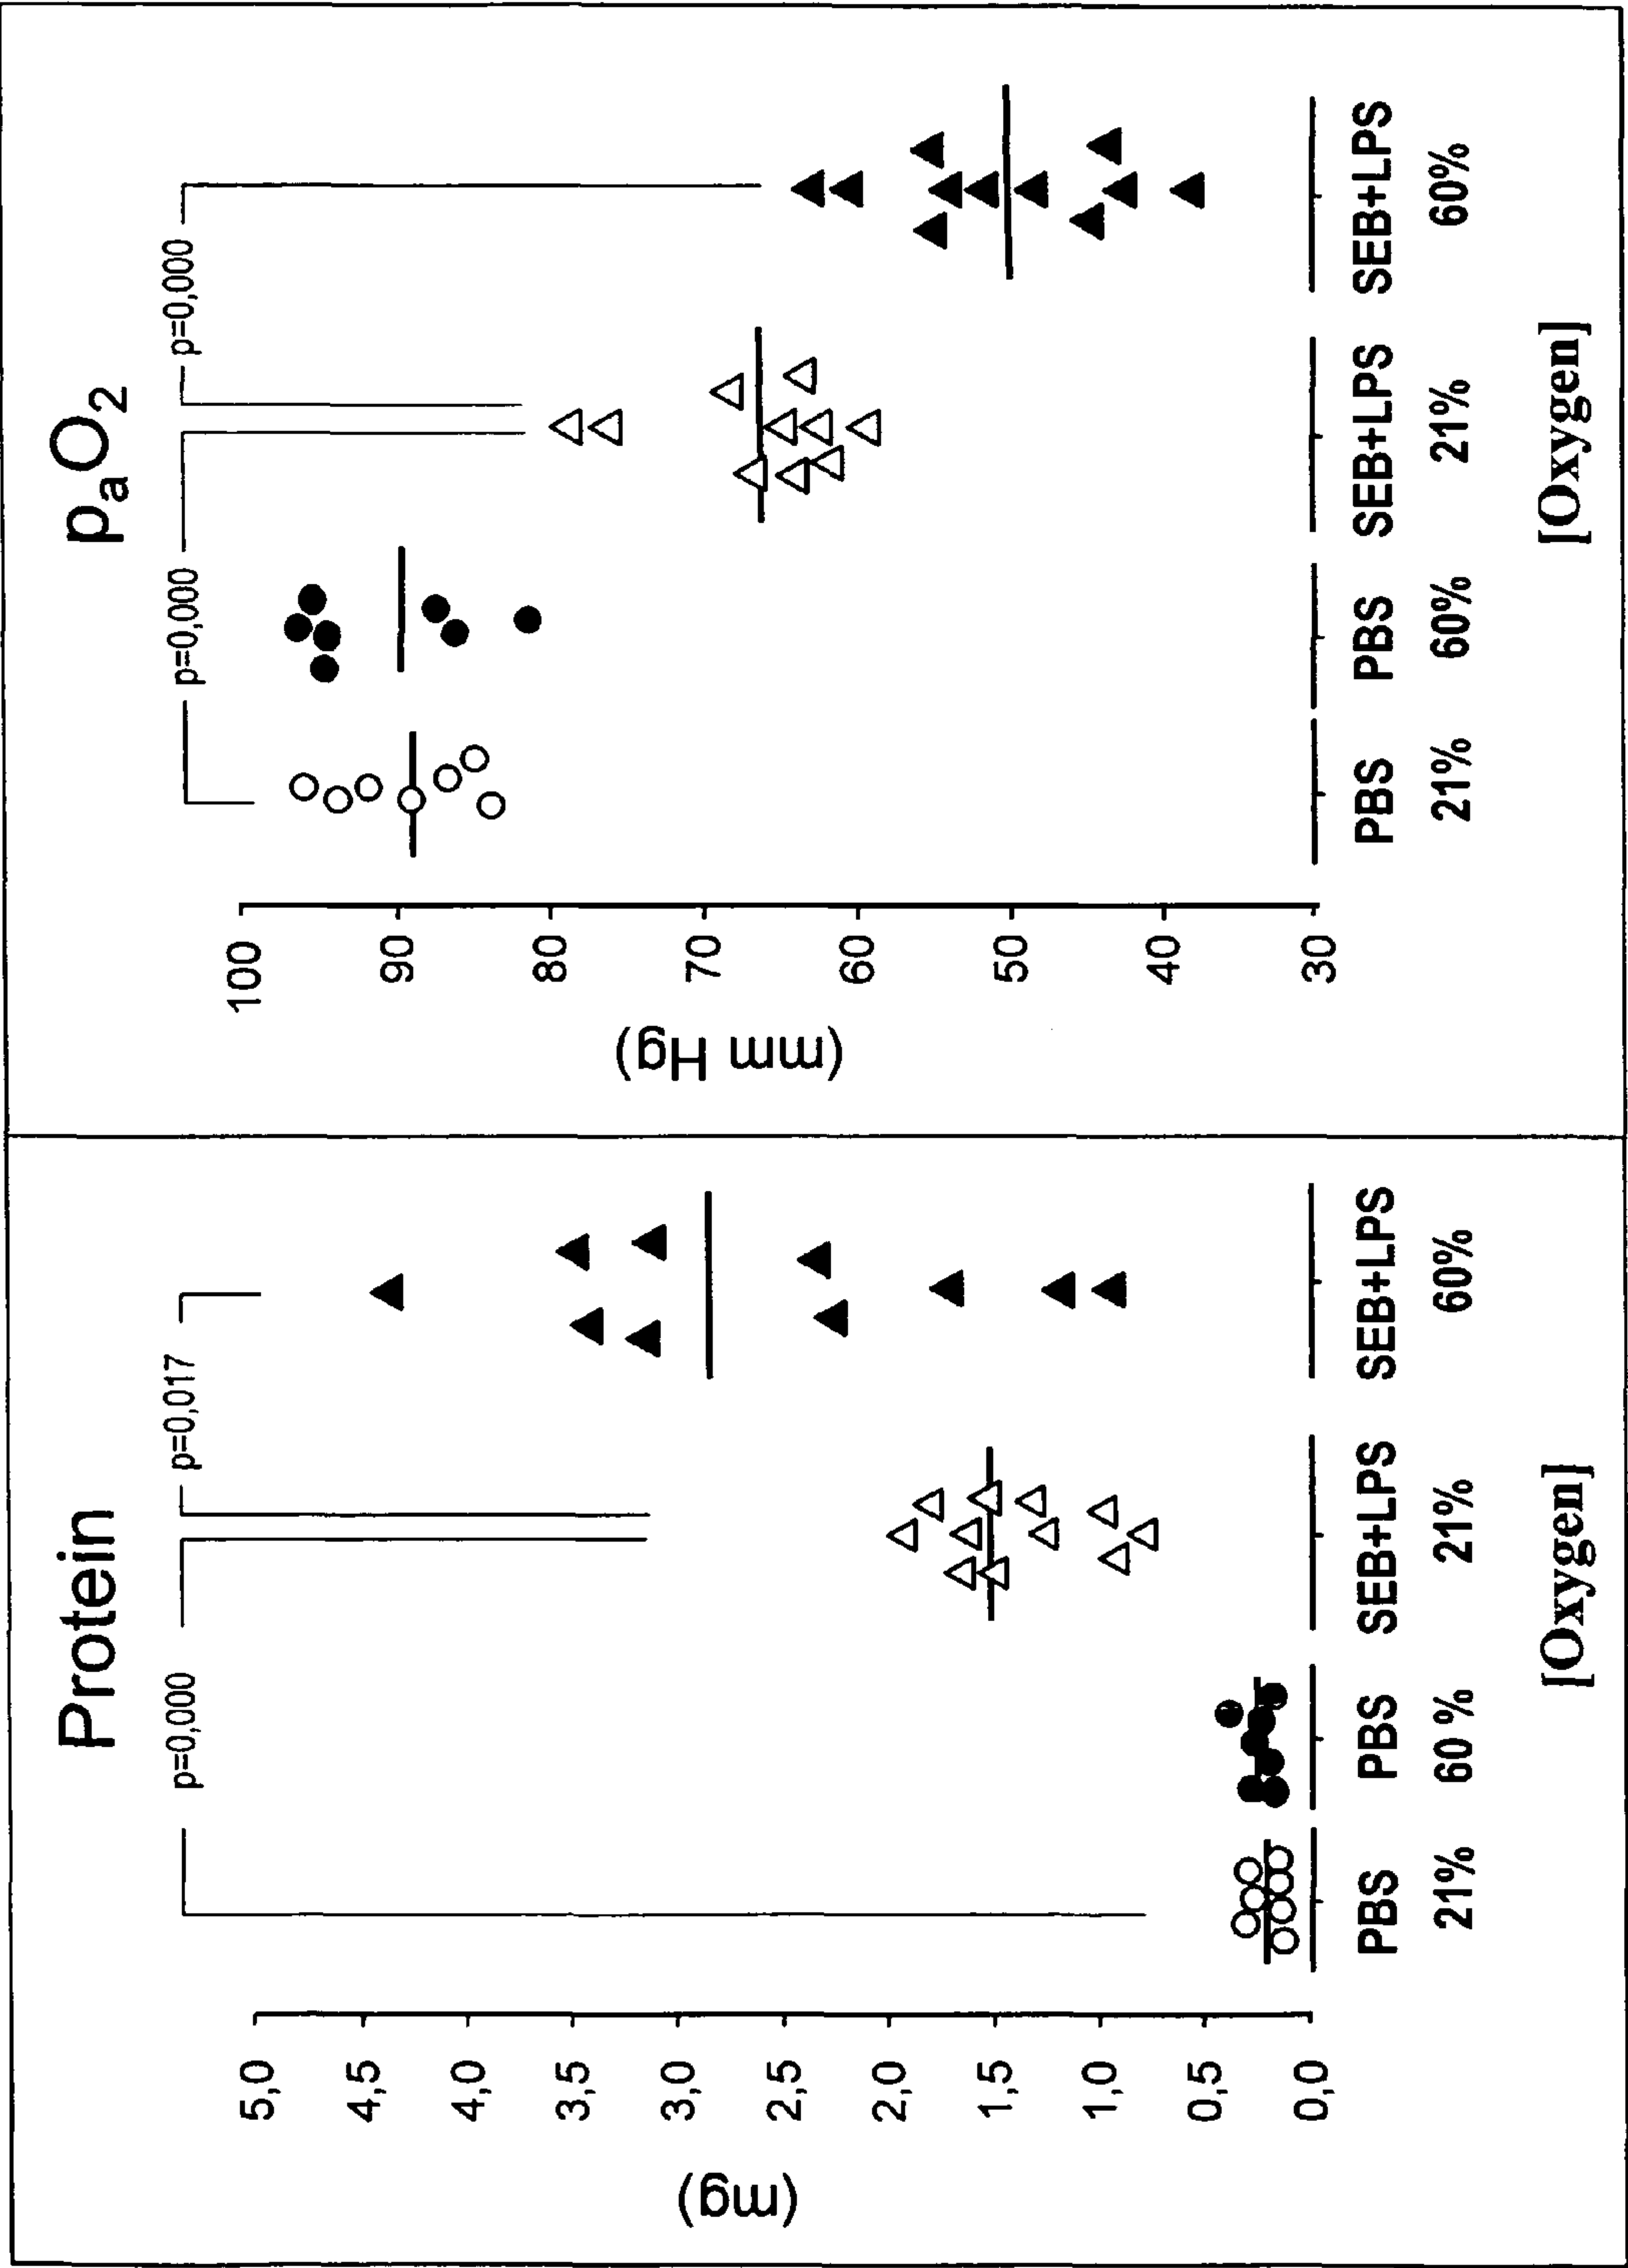 Protein
p=0,000
p=0,017
(mg)
5,0
4,5
4,0
3,5
3,0
2,5
2,0
1,5
1,0
0,5
0,0
PBS PBS SEB+LPS SEB+LPS
21% 60 % 21% 60%
[Oxygen]
paO2
p=0,000
p=0,000
(mm Hg)
100
90
80
70
60
50
40
30
PBS PBS SEB+LPS SEB+LPS
21% 60% 21% 60%
[Oxygen]